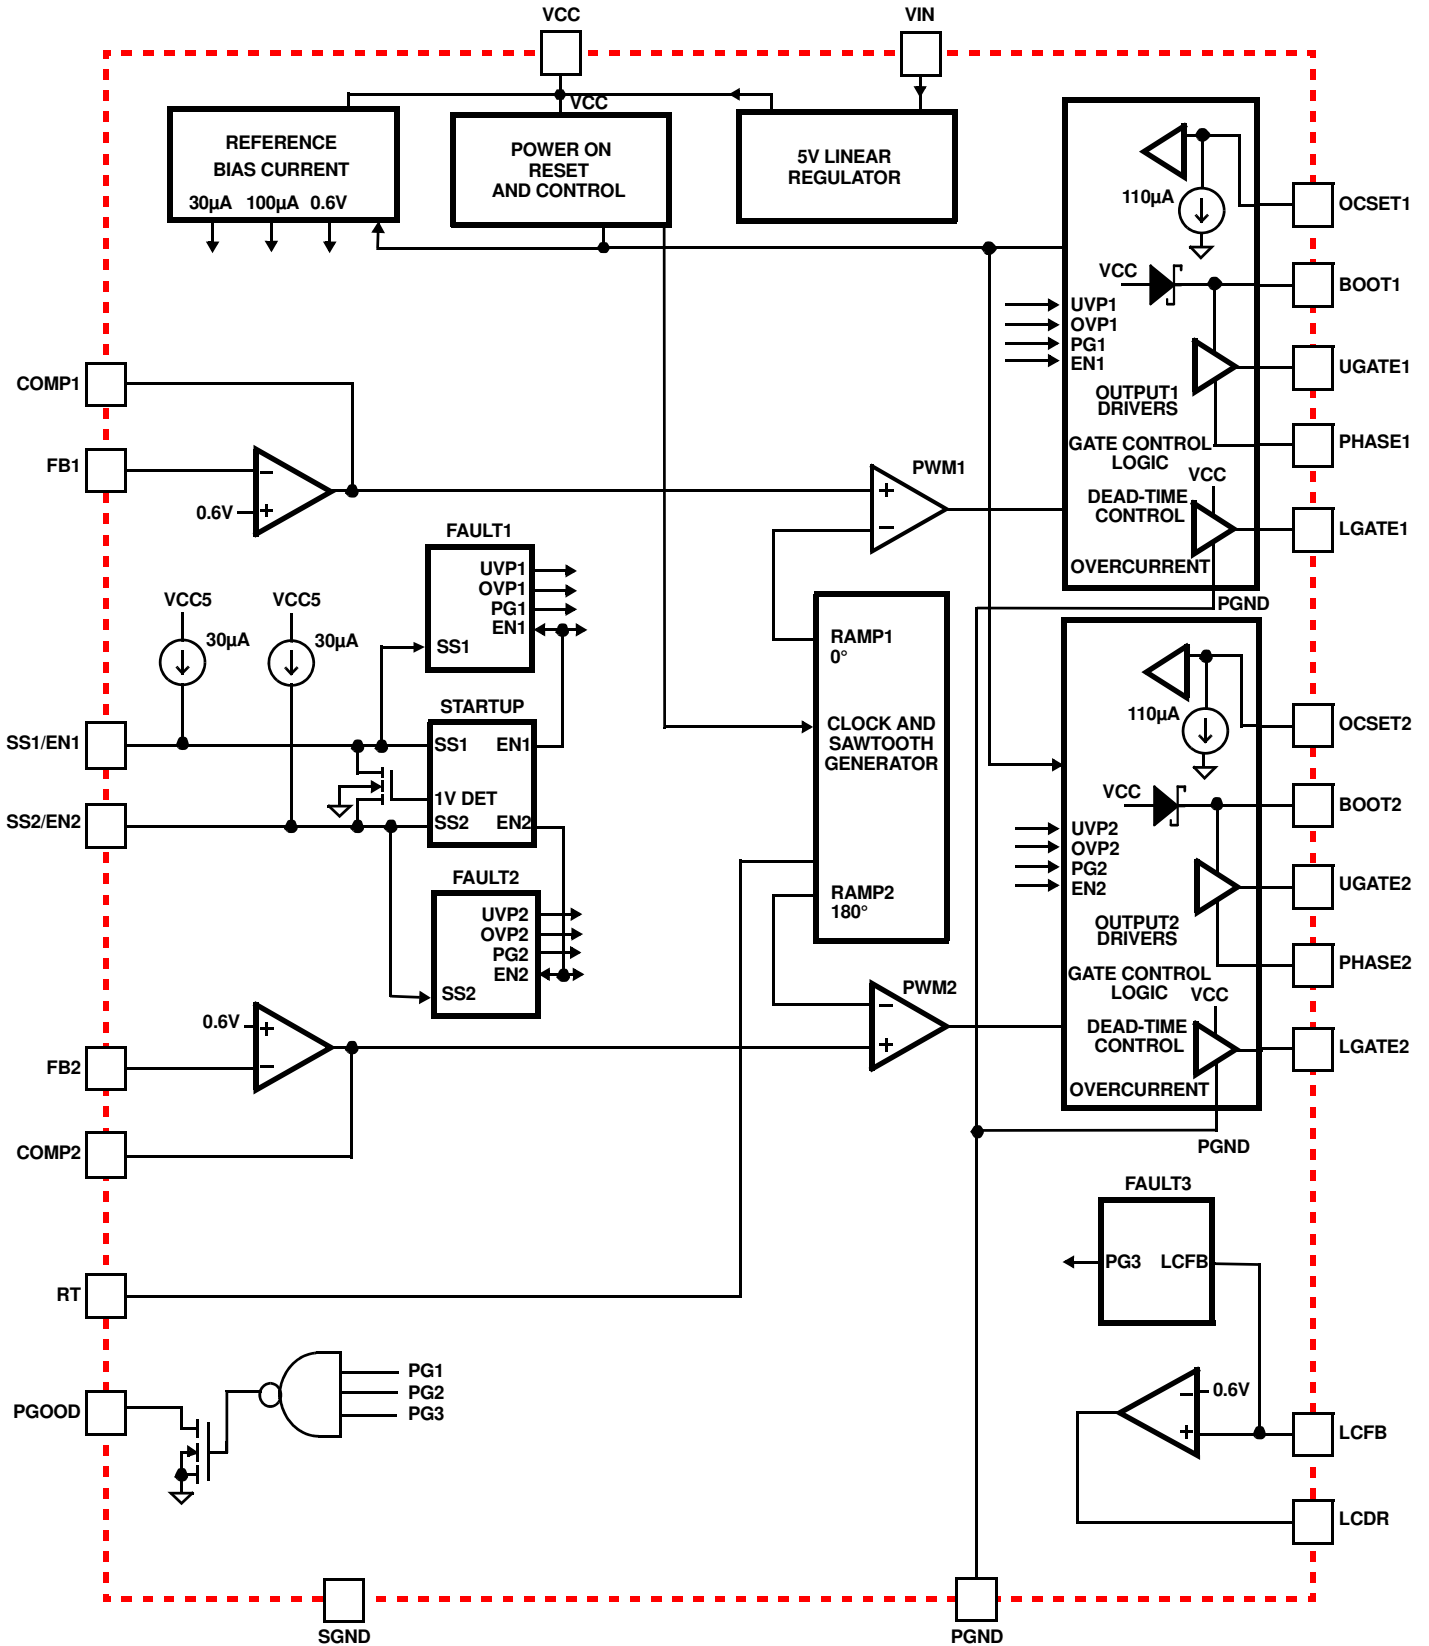 VCC
VIN
VCC
REFERENCE
BIAS CURRENT
30µA 100µA 0.6V
POWER ON
RESET
AND CONTROL
5V LINEAR
REGULATOR
110µA
OCSET1
VCC
BOOT1
UVP1
OVP1
PG1
EN1
UGATE1
OUTPUT1
DRIVERS
COMP1
PHASE1
GATE CONTROL
LOGIC
FB1
PWM1
VCC
+
−
−
+
0.6V
DEAD-TIME
CONTROL
LGATE1
OVERCURRENT
PGND
FAULT1
UVP1
OVP1
PG1
EN1
SS1
VCC5
VCC5
30µA
30µA
RAMP1
0°
CLOCK AND
SAWTOOTH
GENERATOR
RAMP2
180°
110µA
OCSET2
STARTUP
SS1/EN1
SS1 EN1
1V DET
SS2 EN2
SS2/EN2
VCC
BOOT2
UVP2
OVP2
PG2
EN2
UGATE2
OUTPUT2
DRIVERS
FAULT2
UVP2
OVP2
PG2
EN2
SS2
PHASE2
GATE CONTROL
LOGIC
PWM2
VCC
−
+
0.6V
+
−
DEAD-TIME
CONTROL
LGATE2
FB2
OVERCURRENT
COMP2
PGND
FAULT3
PG3 LCFB
RT
PG1
PG2
PG3
PGOOD
−
0.6V
+
LCFB
LCDR
SGND
PGND